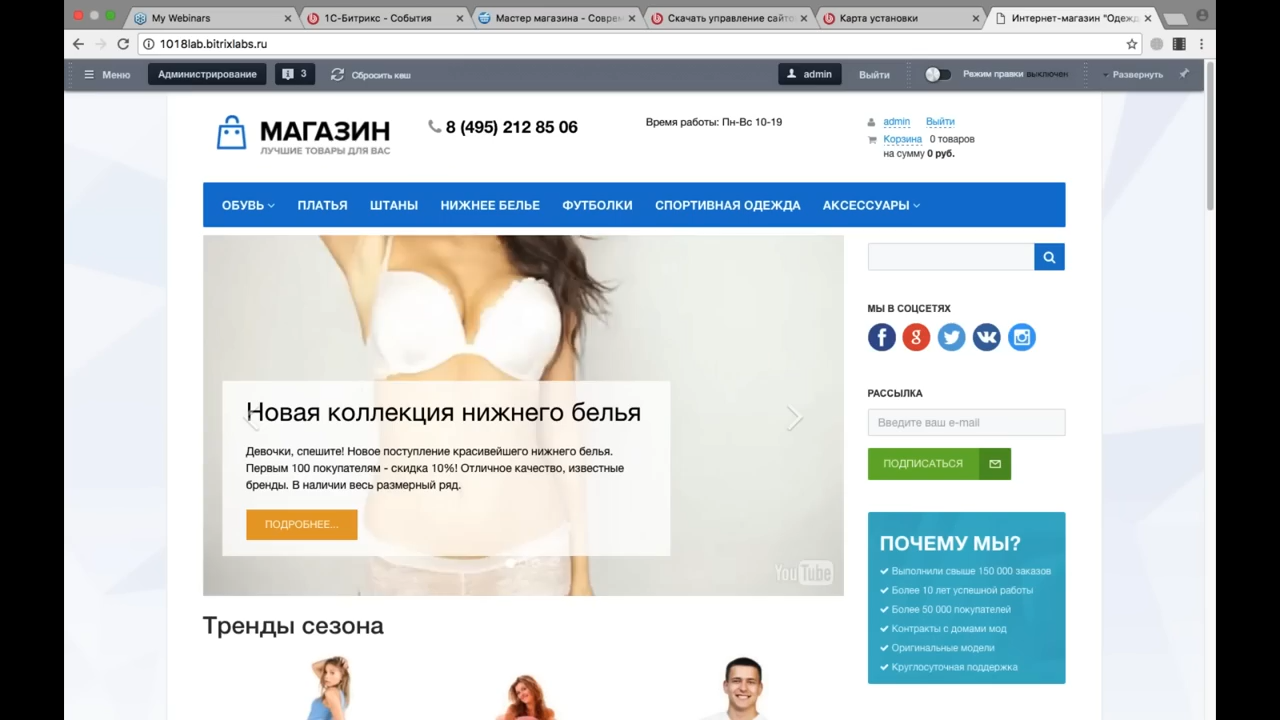 My Webinars
1С-Битрикс - События
Мастер магазина - Соврем
Скачать управление сайто
Карта установки
Интернет-магазин "Одежд
1018lab.bitrixlabs.ru
Меню
Администрирование
3
Сбросить кеш
admin
Выйти
Режим правки выключен
Развернуть
МАГАЗИН
ЛУЧШИЕ ТОВАРЫ ДЛЯ ВАС
8 (495) 212 85 06
Время работы: Пн-Вс 10-19
admin Выйти
Корзина 0 товаров
на сумму 0 руб.
ОБУВЬ ПЛАТЬЯ ШТАНЫ НИЖНЕЕ БЕЛЬЕ ФУТБОЛКИ СПОРТИВНАЯ ОДЕЖДА АКСЕССУАРЫ
Новая коллекция нижнего белья
Девочки, спешите! Новое поступление красивейшего нижнего белья.
Первым 100 покупателям - скидка 10%! Отличное качество, известные
бренды. В наличии весь размерный ряд.
ПОДРОБНЕЕ...
YouTube
МЫ В СОЦСЕТЯХ
РАССЫЛКА
Введите ваш e-mail
ПОДПИСАТЬСЯ
ПОЧЕМУ МЫ?
Выполнили свыше 150 000 заказов
Более 10 лет успешной работы
Более 50 000 покупателей
Контракты с домами мод
Оригинальные модели
Круглосуточная поддержка
Тренды сезона